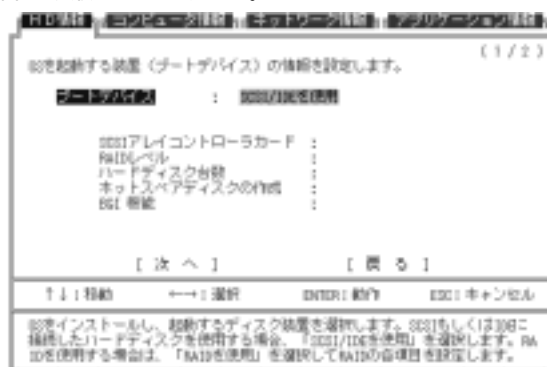 HD情報 コンピュータ情報 ネットワーク情報 アプリケーション情報
(1/2)
OSを起動する装置(ブートデバイス)の情報を設定します。
ブートデバイス : SCSI/IDEを使用
SCSIアレイコントローラカード :
RAIDレベル :
ハードディスク台数 :
ホットスペアディスクの作成 :
BGI 機能 :
[ 次 へ ] [ 戻 る ]
↑↓:移動 ←→:選択 ENTER:動作 ESC:キャンセル
OSをインストールし、起動するディスク装置を選択します。SCSIもしくはIDEに
接続したハードディスクを使用する場合、「SCSI/IDEを使用」を選択します。RA
IDを使用する場合は、「RAIDを使用」を選択してRAIDの各項目を設定します。